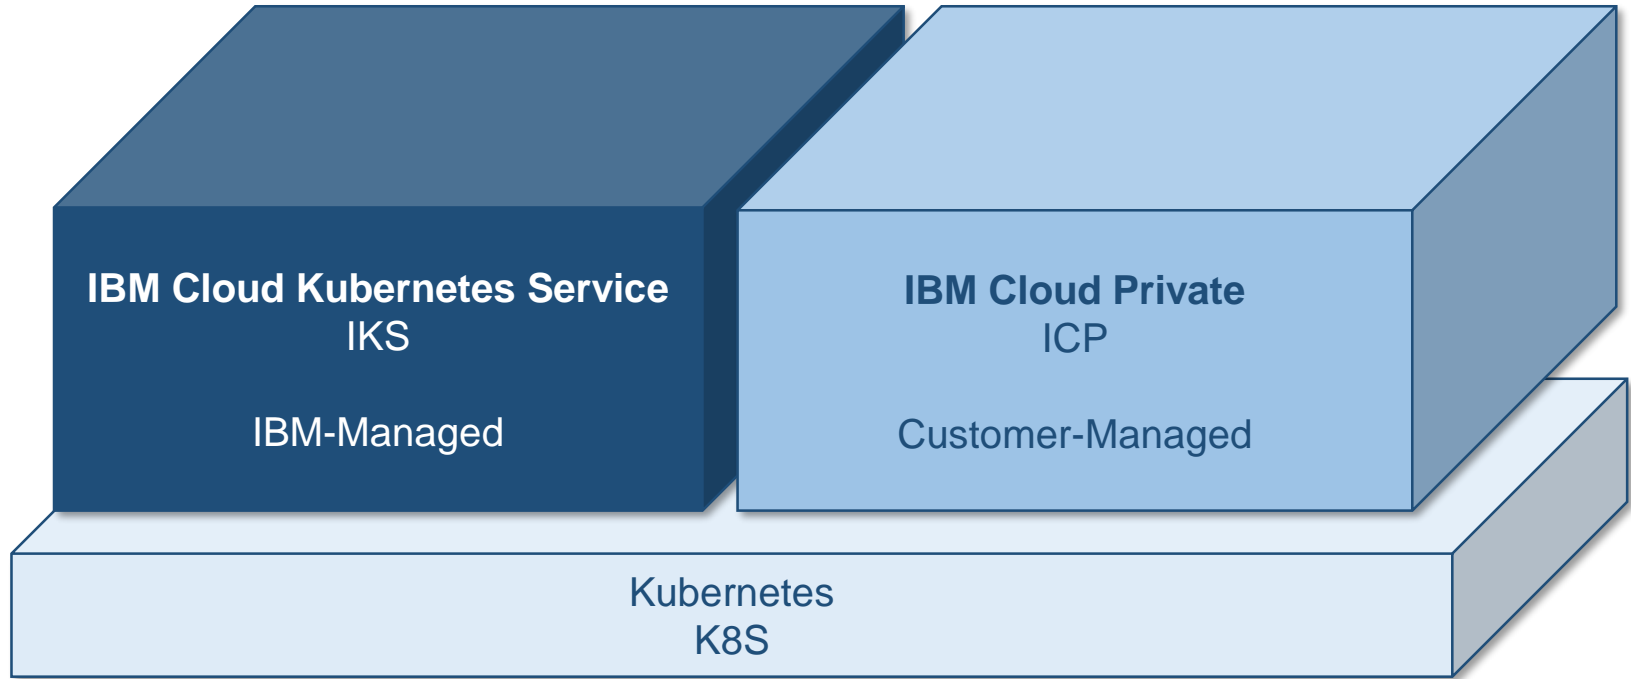 IBM Cloud Kubernetes Service
IKS
IBM-Managed
IBM Cloud Private
ICP
Customer-Managed
Kubernetes
K8S